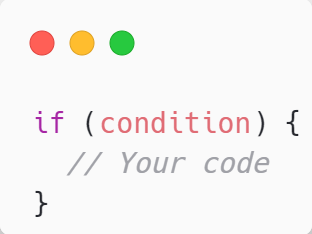 if (condition) {
  // Your code
}